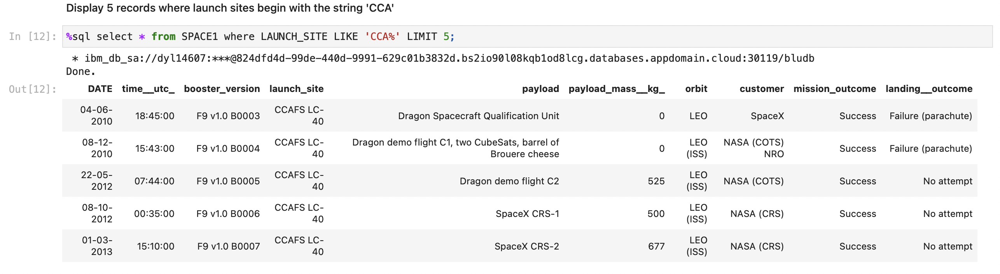 Display 5 records where launch sites begin with the string 'CCA'
In [12]: %sql select * from SPACE1 where LAUNCH_SITE LIKE 'CCA%' LIMIT 5;
* ibm_db_sa://dyl14607:***@824dfd4d-99de-440d-9991-629c01b3832d.bs2io90l08kqb1od8lcg.databases.appdomain.cloud:30119/bludb
Done.
Out[12]: DATE time__utc_ booster_version launch_site payload payload_mass__kg_ orbit customer mission_outcome landing__outcome
04-06-2010 18:45:00 F9 v1.0 B0003 CCAFS LC-40 Dragon Spacecraft Qualification Unit 0 LEO SpaceX Success Failure (parachute)
08-12-2010 15:43:00 F9 v1.0 B0004 CCAFS LC-40 Dragon demo flight C1, two CubeSats, barrel of Brouere cheese 0 LEO (ISS) NASA (COTS) NRO Success Failure (parachute)
22-05-2012 07:44:00 F9 v1.0 B0005 CCAFS LC-40 Dragon demo flight C2 525 LEO (ISS) NASA (COTS) Success No attempt
08-10-2012 00:35:00 F9 v1.0 B0006 CCAFS LC-40 SpaceX CRS-1 500 LEO (ISS) NASA (CRS) Success No attempt
01-03-2013 15:10:00 F9 v1.0 B0007 CCAFS LC-40 SpaceX CRS-2 677 LEO (ISS) NASA (CRS) Success No attempt